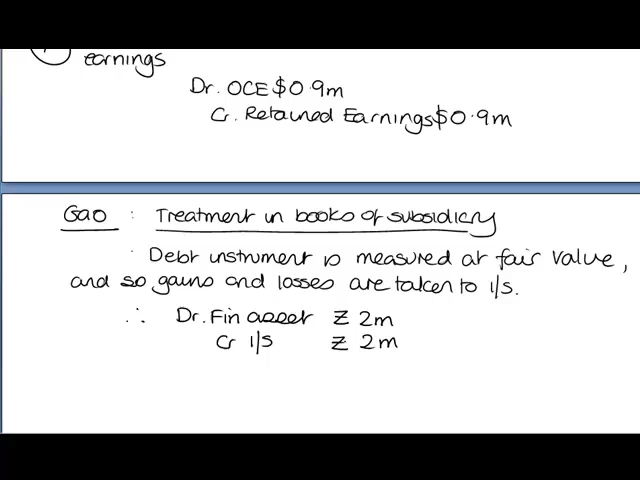 earnings
Dr. OCE $0.9m
Cr. Retained Earnings $0.9m
Gao : Treatment in books of subsidiary
Debt instrument is measured at fair value,
and so gains and losses are taken to I/S.
∴ Dr. Fin asset Z 2m
Cr I/S Z 2m